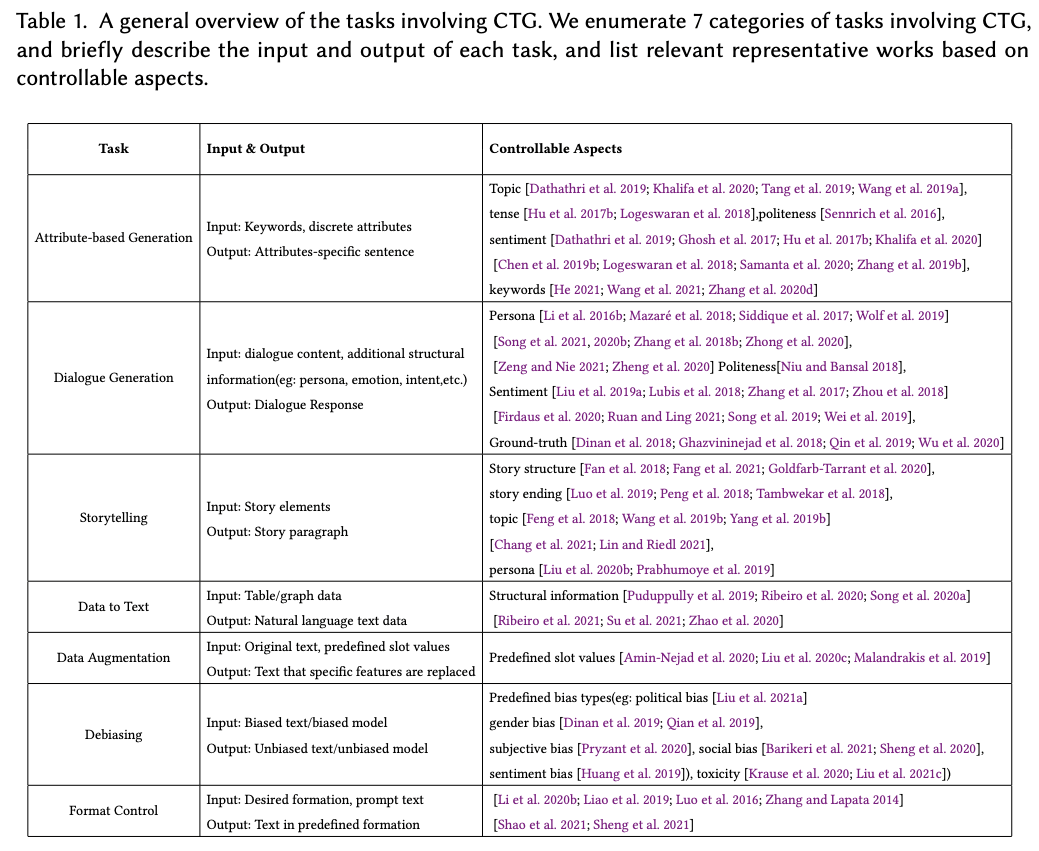 Table 1. A general overview of the tasks involving CTG. We enumerate 7 categories of tasks involving CTG,
and briefly describe the input and output of each task, and list relevant representative works based on
controllable aspects.
Task
Input & Output
Controllable Aspects
Attribute-based Generation
Input: Keywords, discrete attributes
Output: Attributes-specific sentence
Topic [Dathathri et al. 2019; Khalifa et al. 2020; Tang et al. 2019; Wang et al. 2019a],
tense [Hu et al. 2017b; Logeswaran et al. 2018],politeness [Sennrich et al. 2016],
sentiment [Dathathri et al. 2019; Ghosh et al. 2017; Hu et al. 2017b; Khalifa et al. 2020]
[Chen et al. 2019b; Logeswaran et al. 2018; Samanta et al. 2020; Zhang et al. 2019b],
keywords [He 2021; Wang et al. 2021; Zhang et al. 2020d]
Dialogue Generation
Input: dialogue content, additional structural
information(eg: persona, emotion, intent,etc.)
Output: Dialogue Response
Persona [Li et al. 2016b; Mazaré et al. 2018; Siddique et al. 2017; Wolf et al. 2019]
[Song et al. 2021, 2020b; Zhang et al. 2018b; Zhong et al. 2020],
[Zeng and Nie 2021; Zheng et al. 2020] Politeness[Niu and Bansal 2018],
Sentiment [Liu et al. 2019a; Lubis et al. 2018; Zhang et al. 2017; Zhou et al. 2018]
[Firdaus et al. 2020; Ruan and Ling 2021; Song et al. 2019; Wei et al. 2019],
Ground-truth [Dinan et al. 2018; Ghazvininejad et al. 2018; Qin et al. 2019; Wu et al. 2020]
Storytelling
Input: Story elements
Output: Story paragraph
Story structure [Fan et al. 2018; Fang et al. 2021; Goldfarb-Tarrant et al. 2020],
story ending [Luo et al. 2019; Peng et al. 2018; Tambwekar et al. 2018],
topic [Feng et al. 2018; Wang et al. 2019b; Yang et al. 2019b]
[Chang et al. 2021; Lin and Riedl 2021],
persona [Liu et al. 2020b; Prabhumoye et al. 2019]
Data to Text
Input: Table/graph data
Output: Natural language text data
Structural information [Puduppully et al. 2019; Ribeiro et al. 2020; Song et al. 2020a]
[Ribeiro et al. 2021; Su et al. 2021; Zhao et al. 2020]
Data Augmentation
Input: Original text, predefined slot values
Output: Text that specific features are replaced
Predefined slot values [Amin-Nejad et al. 2020; Liu et al. 2020c; Malandrakis et al. 2019]
Debiasing
Input: Biased text/biased model
Output: Unbiased text/unbiased model
Predefined bias types(eg: political bias [Liu et al. 2021a]
gender bias [Dinan et al. 2019; Qian et al. 2019],
subjective bias [Pryzant et al. 2020], social bias [Barikeri et al. 2021; Sheng et al. 2020],
sentiment bias [Huang et al. 2019]), toxicity [Krause et al. 2020; Liu et al. 2021c])
Format Control
Input: Desired formation, prompt text
Output: Text in predefined formation
[Li et al. 2020b; Liao et al. 2019; Luo et al. 2016; Zhang and Lapata 2014]
[Shao et al. 2021; Sheng et al. 2021]